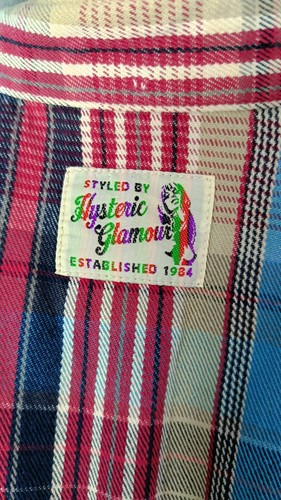 STYLED BY
Hysteric
Glamour
ESTABLISHED 1984